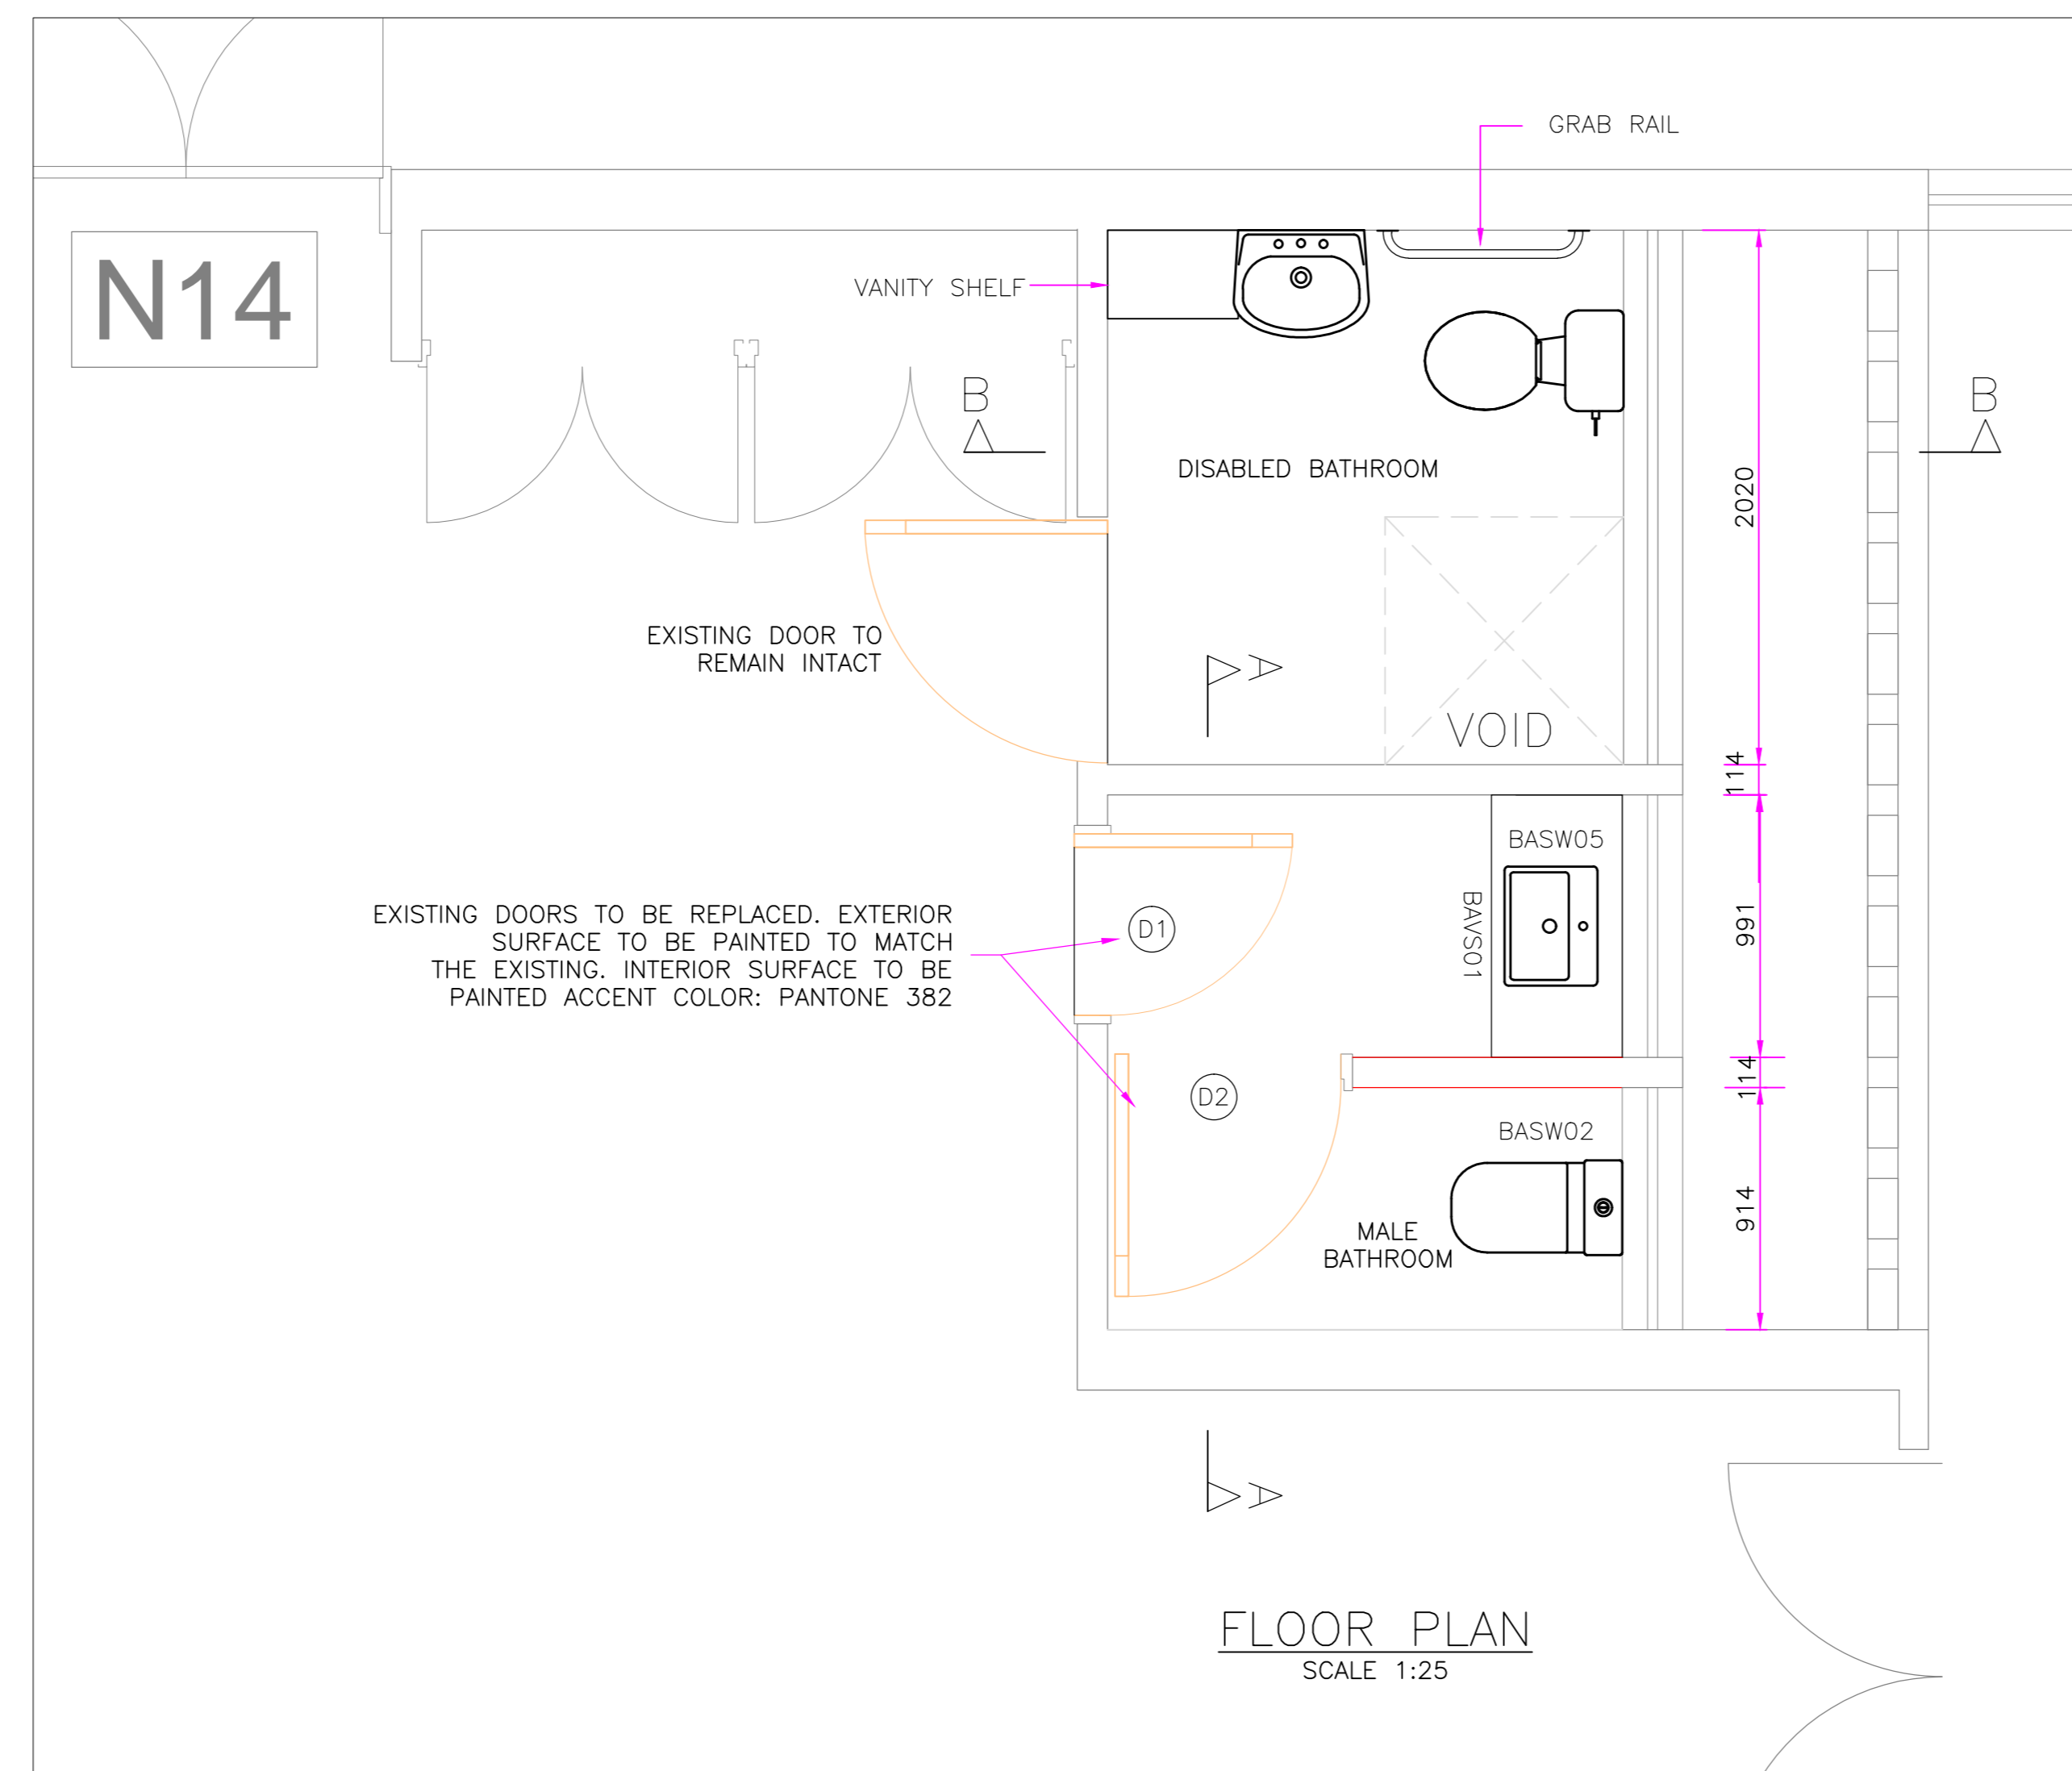 GRAB RAIL
N14
VANITY SHELF
B
B
DISABLED BATHROOM
2020
EXISTING DOOR TO
REMAIN INTACT
A
VOID
114
BASW05
BAVS01
EXISTING DOORS TO BE REPLACED. EXTERIOR
SURFACE TO BE PAINTED TO MATCH
THE EXISTING. INTERIOR SURFACE TO BE
PAINTED ACCENT COLOR: PANTONE 382
D1
991
114
D2
BASW02
914
MALE
BATHROOM
A
FLOOR PLAN
SCALE 1:25